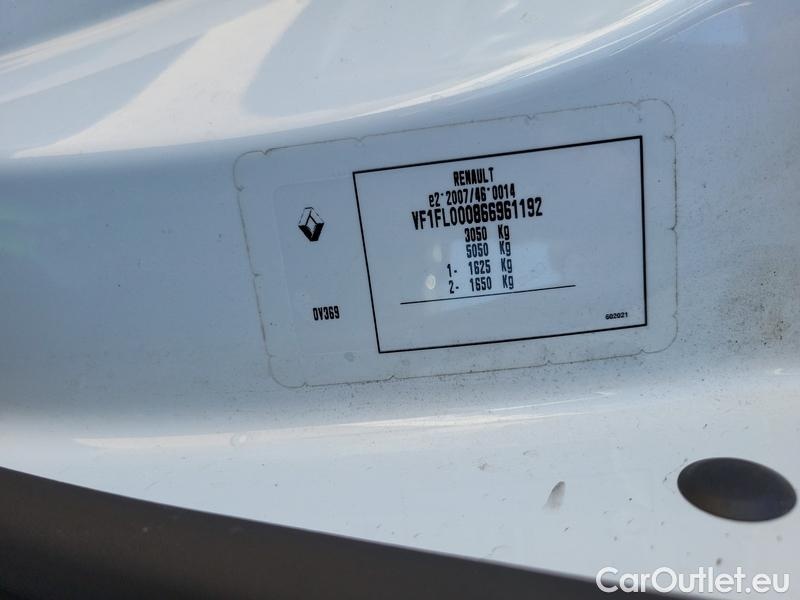 RENAULT
e2*2007/46*0014
VF1FL000866961192
3050 Kg
5050 Kg
1- 1625 Kg
2- 1650 Kg
0V369
602021
CarOutlet.eu